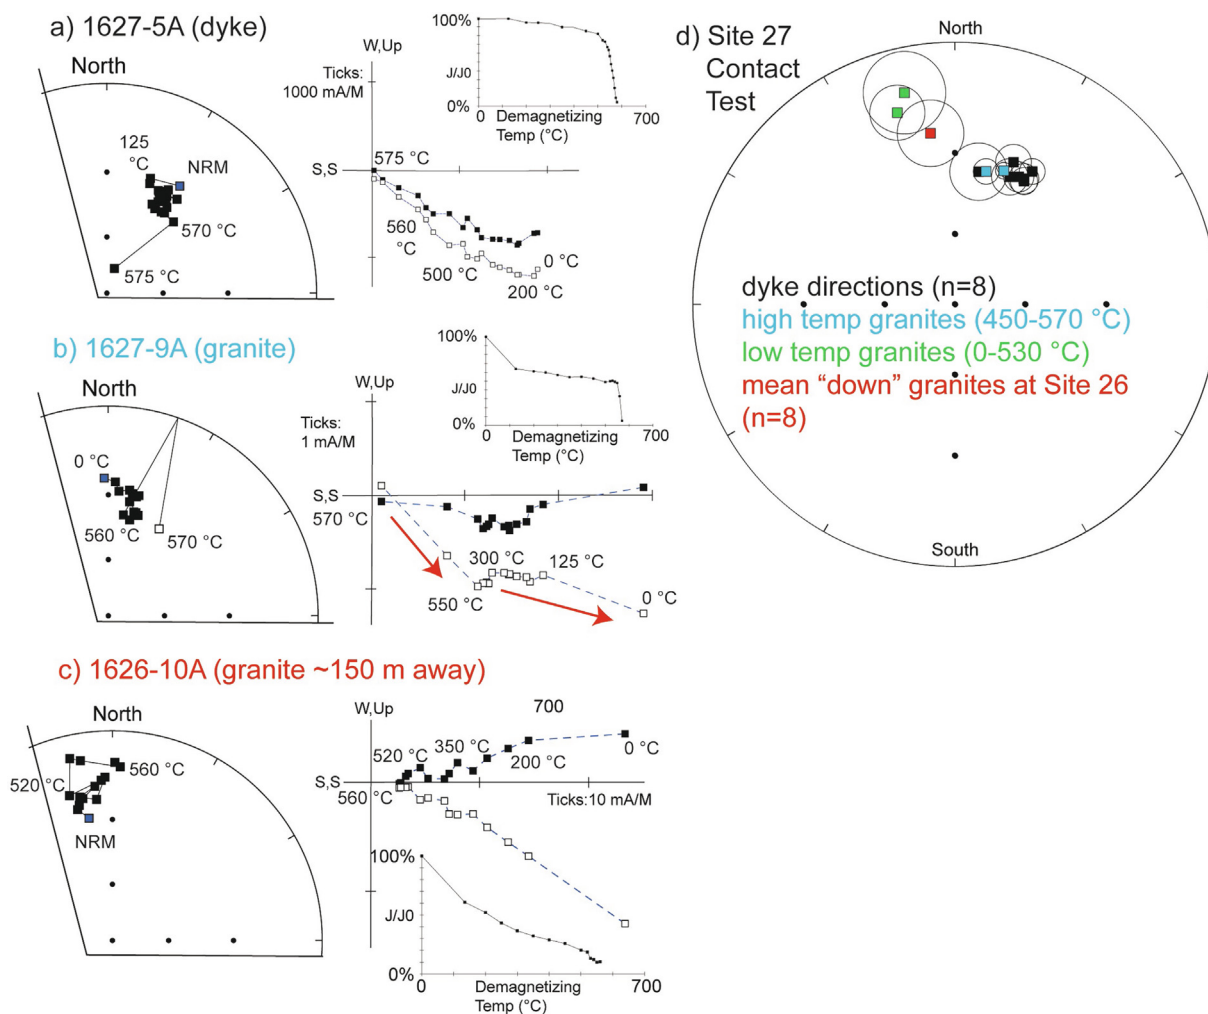 a) 1627-5A (dyke)
North
125
°C
NRM
570 °C
575 °C
W,Up
Ticks:
1000 mA/M
S,S
575 °C
560
°C
500 °C
0 °C
200 °C
100%
J/J0
0%
0
700
Demagnetizing
Temp (°C)
b) 1627-9A (granite)
North
0 °C
560 °C
570 °C
W,Up
Ticks:
1 mA/M
S,S
570 °C
300 °C
125 °C
550 °C
0 °C
100%
J/J0
0%
0
700
Demagnetizing
Temp (°C)
c) 1626-10A (granite ~150 m away)
North
520 °C
560 °C
NRM
W,Up
700
520 °C
350 °C
200 °C
0 °C
S,S
560 °C
Ticks:10 mA/M
100%
J/J0
0%
0
700
Demagnetizing
Temp (°C)
d) Site 27
Contact
Test
North
dyke directions (n=8)
high temp granites (450-570 °C)
low temp granites (0-530 °C)
mean “down” granites at Site 26
(n=8)
South